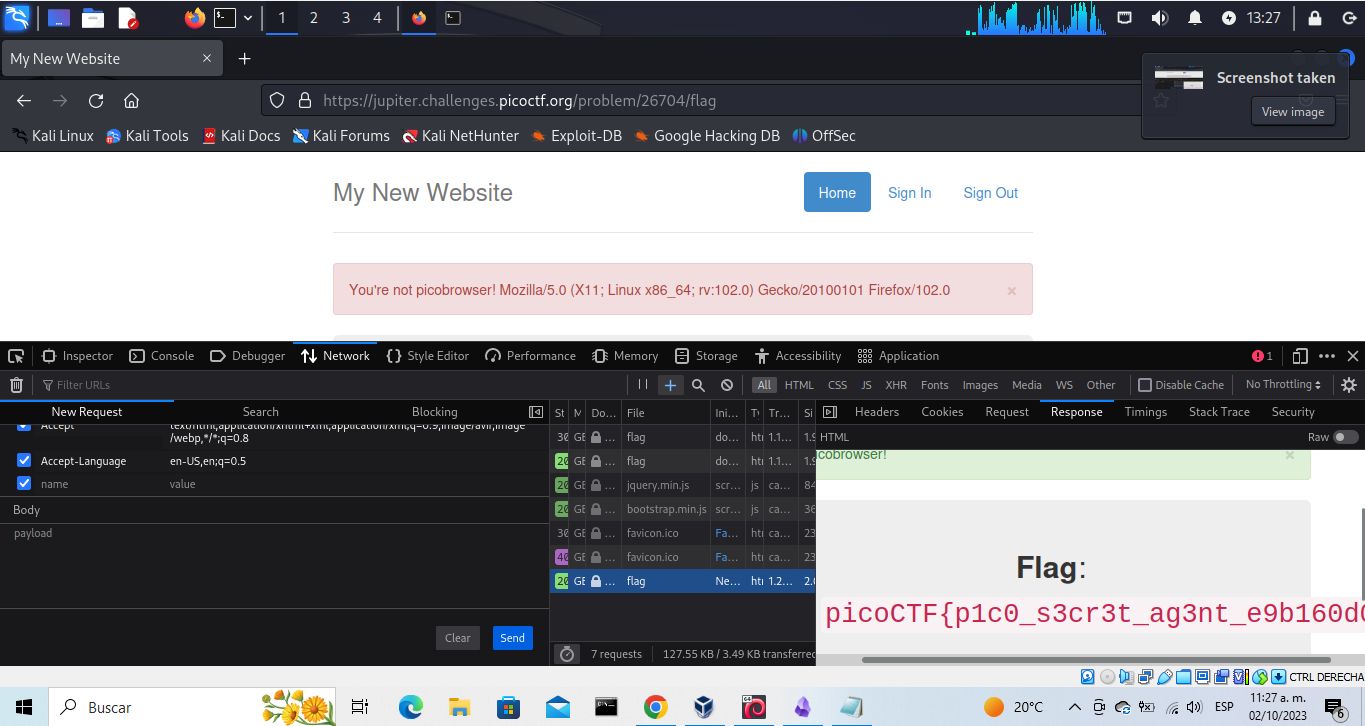 1 2 3 4 13:27
My New Website × +
Screenshot taken
View image
https://jupiter.challenges.picoctf.org/problem/26704/flag
Kali Linux Kali Tools Kali Docs Kali Forums Kali NetHunter Exploit-DB Google Hacking DB OffSec
My New Website Home Sign In Sign Out
You're not picobrowser! Mozilla/5.0 (X11; Linux x86_64; rv:102.0) Gecko/20100101 Firefox/102.0 ×
Inspector Console Debugger Network Style Editor Performance Memory Storage Accessibility Application 1
Filter URLs All HTML CSS JS XHR Fonts Images Media WS Other Disable Cache No Throttling
New Request Search Blocking St M Do... File Ini... Ty Tr... Si Headers Cookies Request Response Timings Stack Trace Security
Accept text/html,application/xhtml+xml,application/xml;q=0.9,image/avif,image
/webp,*/*;q=0.8
Accept-Language en-US,en;q=0.5
name value
Body
payload
Clear Send
30 GE ... flag do... htı 1.1... 1.9
20 GE ... flag do... htı 1.1... 1.9
20 GE ... jquery.min.js scr... js ca... 84
20 GE ... bootstrap.min.js scr... js ca... 36
30 GE ... favicon.ico Fa... htı ca... 23
40 GE ... favicon.ico Fa... htı ca... 23
20 GE ... flag Ne... htı 1.2... 2.0
7 requests 127.55 KB / 3.49 KB transferred
HTML Raw
cobrowser! ×
Flag:
picoCTF{p1c0_s3cr3t_ag3nt_e9b160d0
CTRL DERECHA
Buscar 20°C ESP 11:27 a. m.
02/10/2023 6